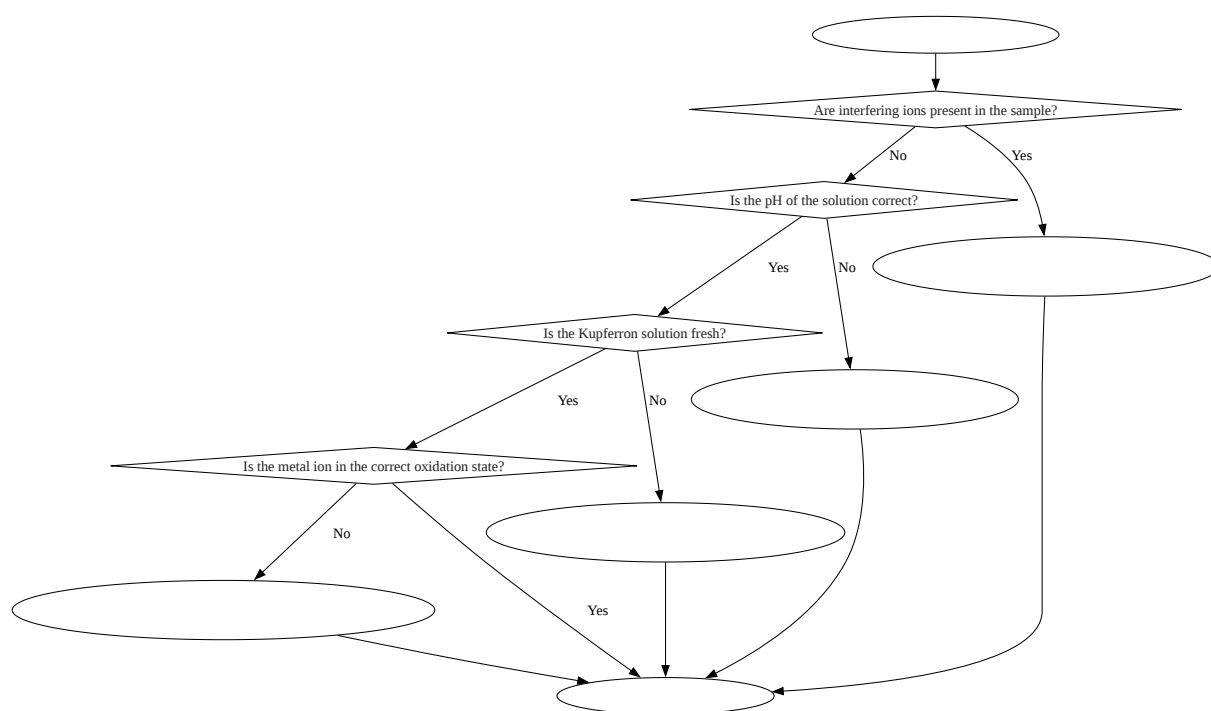 Are interfering ions present in the sample?
No
Yes
Is the pH of the solution correct?
Yes
No
Is the Kupferron solution fresh?
Yes
No
Is the metal ion in the correct oxidation state?
No
Yes